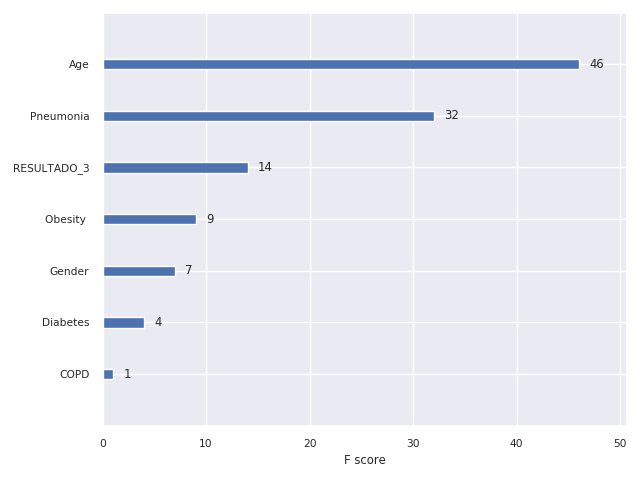 Age 46
Pneumonia 32
RESULTADO_3 14
Obesity 9
Gender 7
Diabetes 4
COPD 1
0 10 20 30 40 50
F score